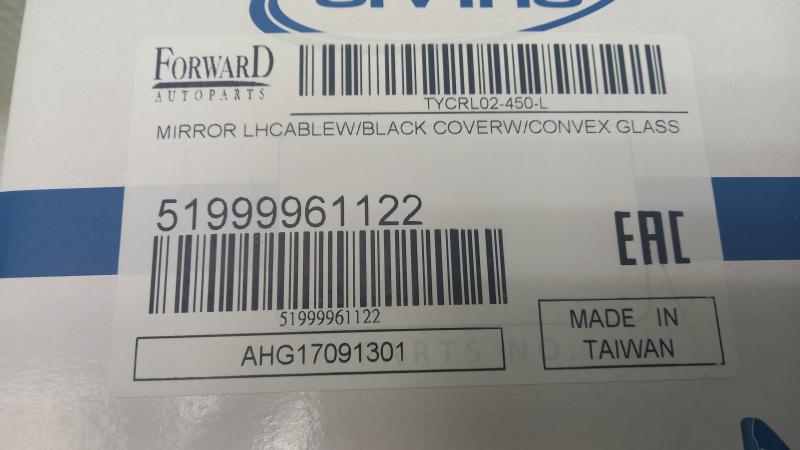 FORWARD
AUTOPARTS
TYCRL02-450-L
MIRROR LHCABLEW/BLACK COVERW/CONVEX GLASS
51999961122
EAC
51999961122
AHG17091301
MADE IN
TAIWAN